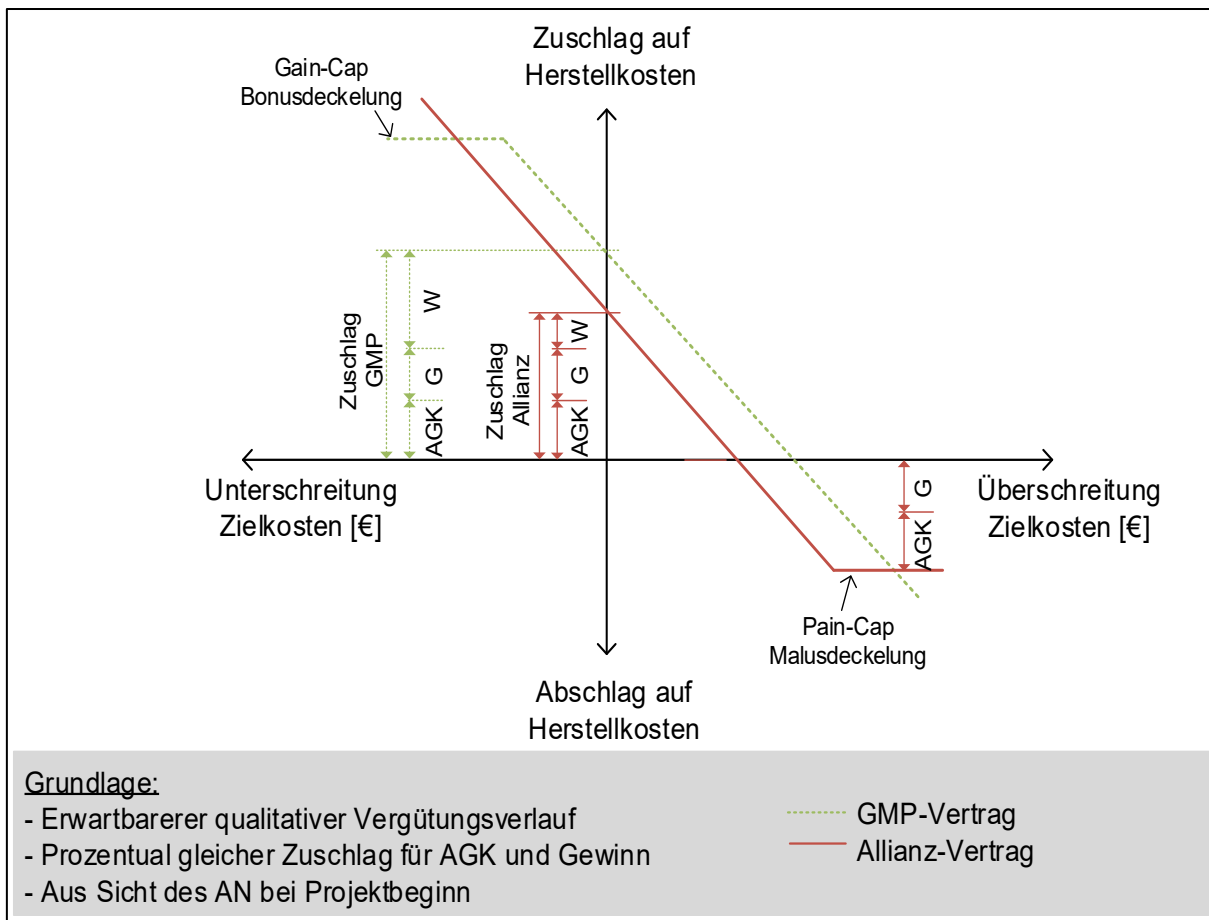 Zuschlag auf
Herstellkosten
Gain-Cap
Bonusdeckelung
Zuschlag
GMP
W
G
AGK
Zuschlag
Allianz
W
G
AGK
Unterschreitung
Zielkosten [€]
G
AGK
Überschreitung
Zielkosten [€]
Pain-Cap
Malusdeckelung
Abschlag auf
Herstellkosten
Grundlage:
- Erwartbarerer qualitativer Vergütungsverlauf
- Prozentual gleicher Zuschlag für AGK und Gewinn
- Aus Sicht des AN bei Projektbeginn
GMP-Vertrag
Allianz-Vertrag